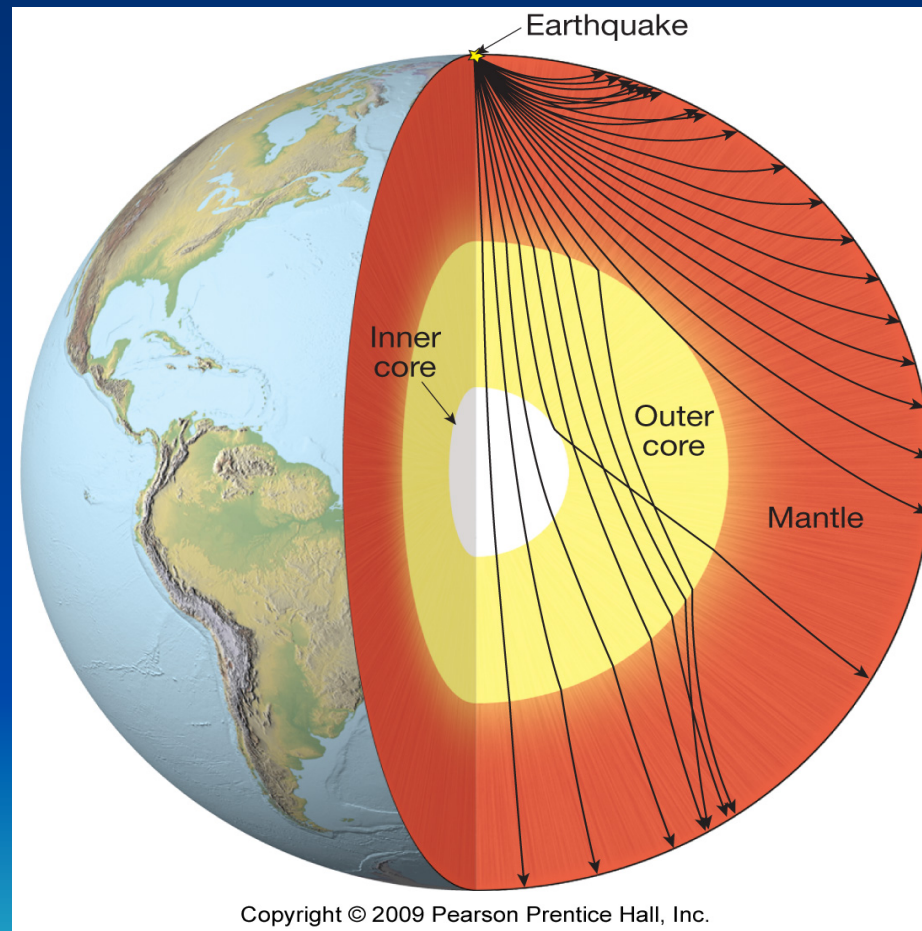 Earthquake
Inner
core
Outer
core
Mantle
Copyright © 2009 Pearson Prentice Hall, Inc.